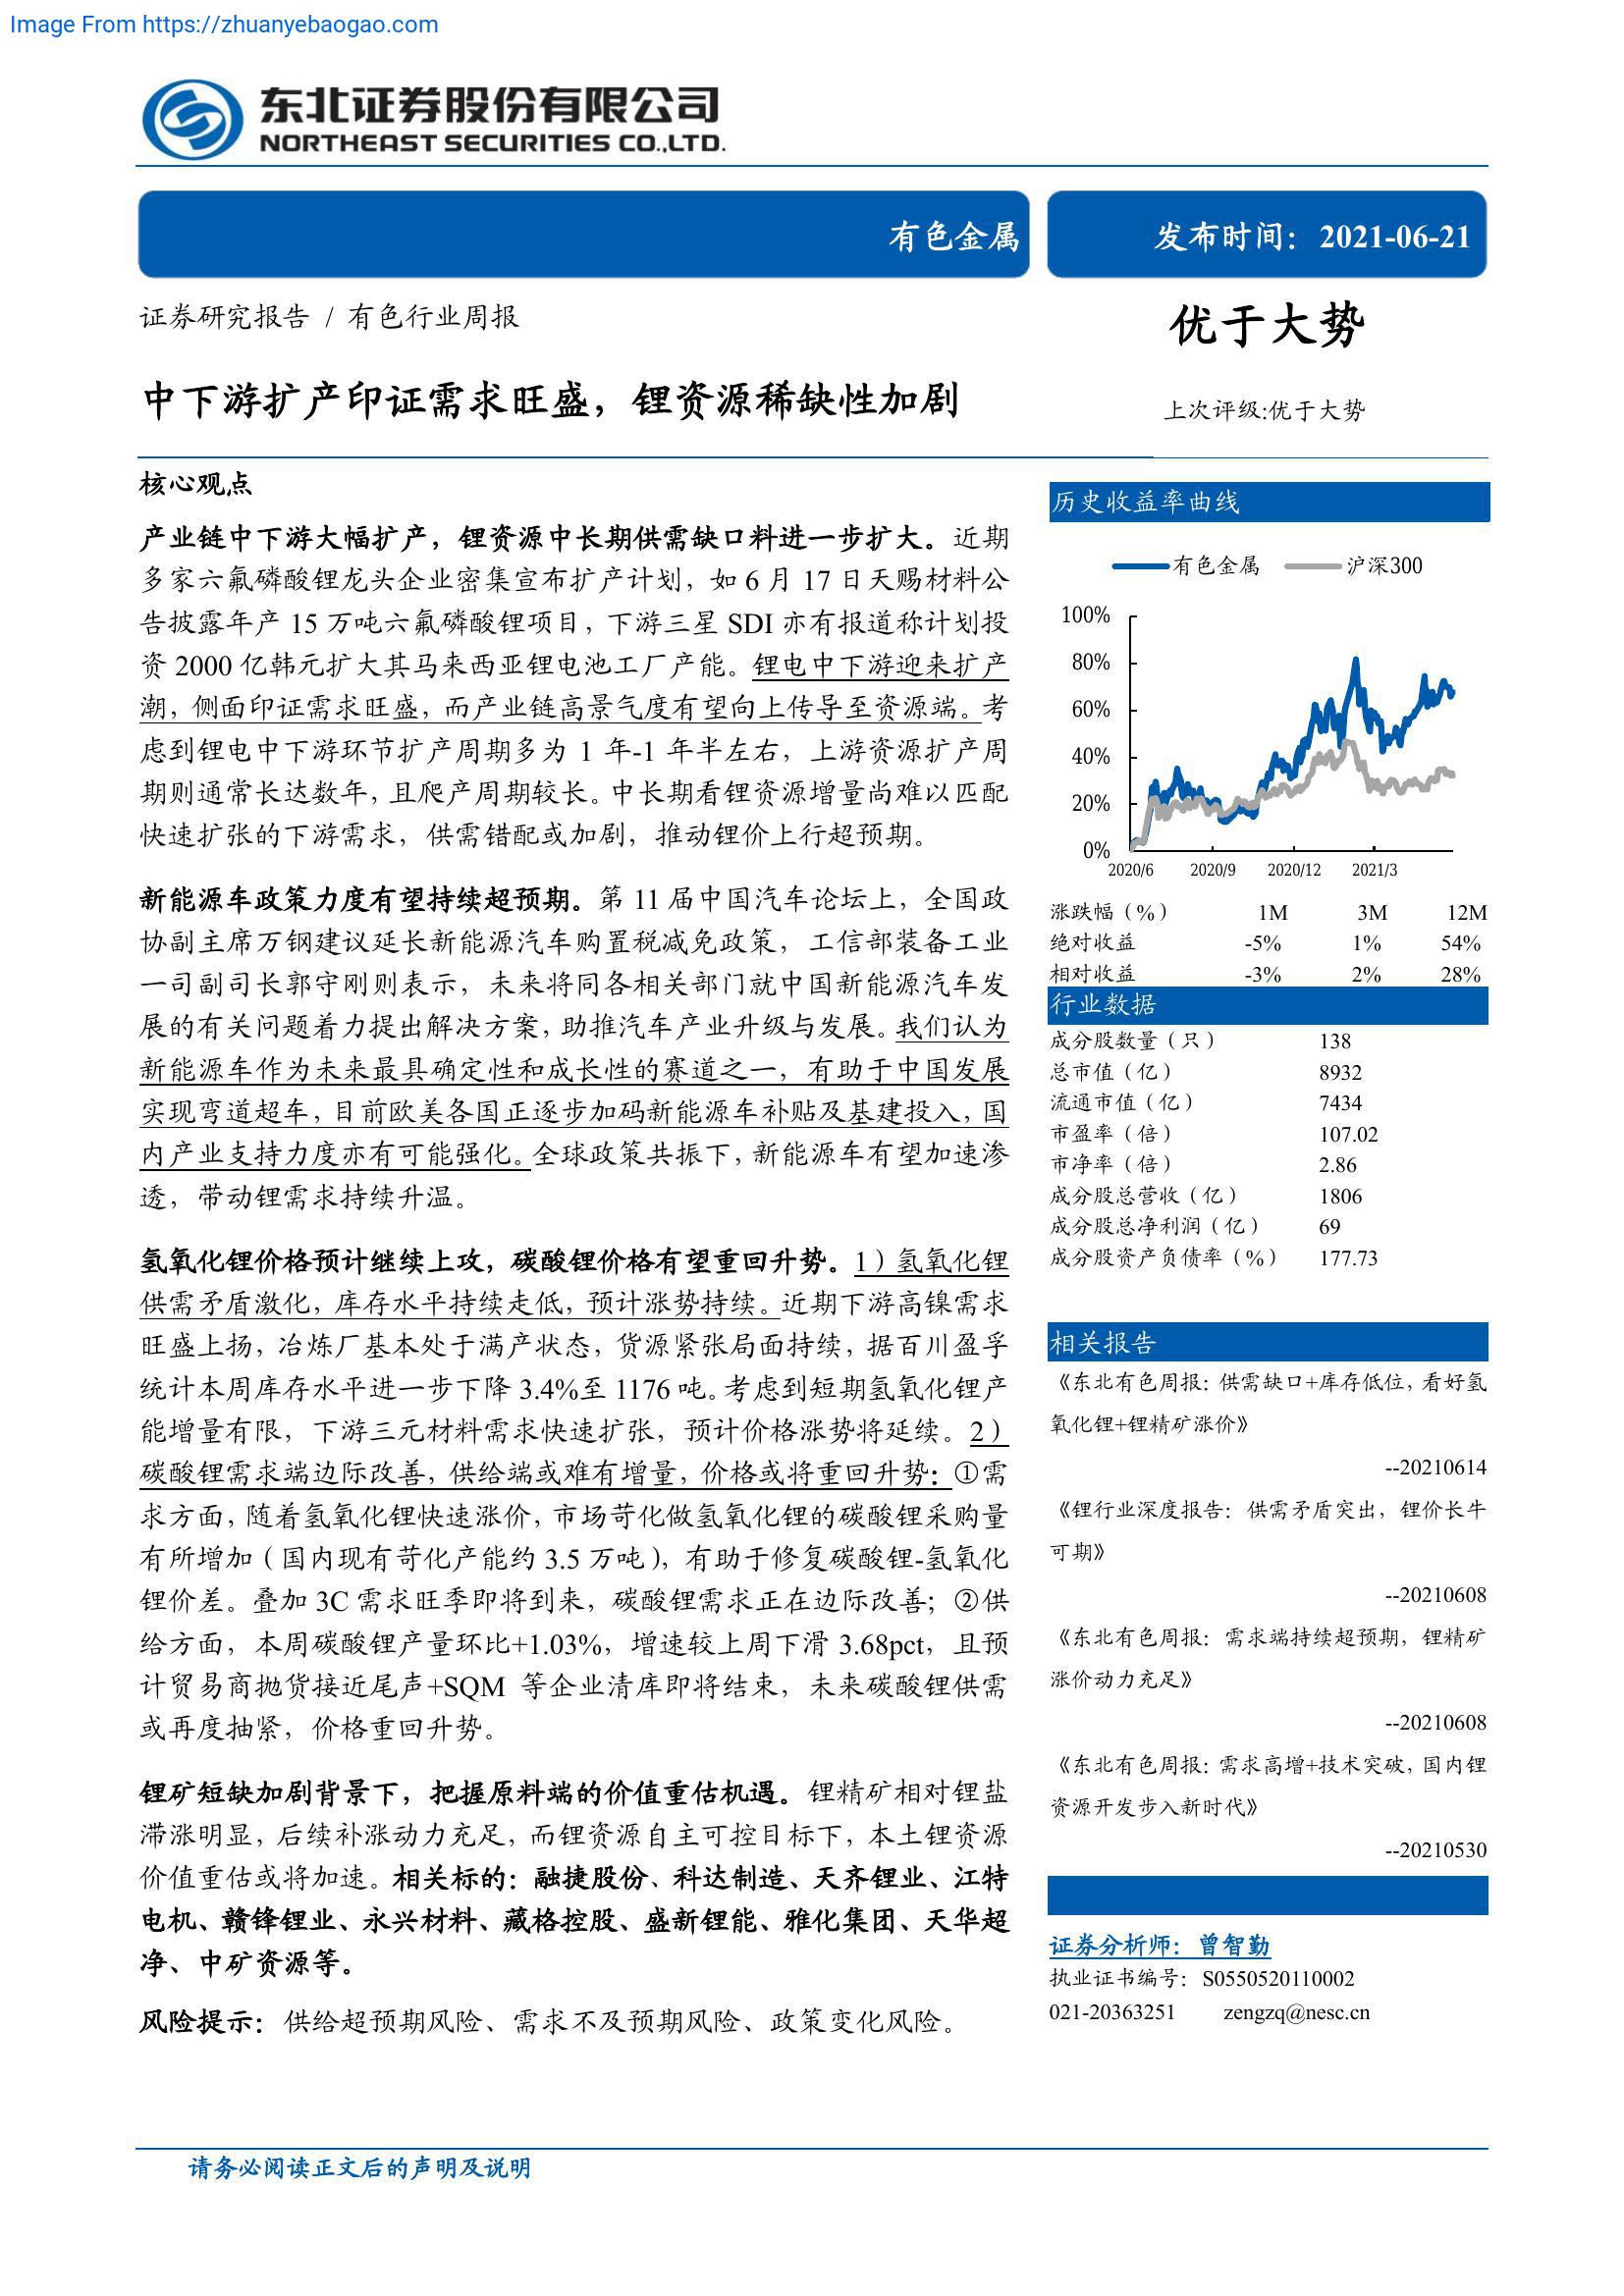 Image From https://zhuanyebaogao.com
东北证券股份有限公司
NORTHEAST SECURITIES CO.,LTD.
有色金属
发布时间：2021-06-21
证券研究报告 / 有色行业周报
优于大势
中下游扩产印证需求旺盛，锂资源稀缺性加剧
上次评级:优于大势
核心观点
产业链中下游大幅扩产，锂资源中长期供需缺口料进一步扩大。近期
多家六氟磷酸锂龙头企业密集宣布扩产计划，如 6 月 17 日天赐材料公
告披露年产 15 万吨六氟磷酸锂项目，下游三星 SDI 亦有报道称计划投
资 2000 亿韩元扩大其马来西亚锂电池工厂产能。锂电中下游迎来扩产
潮，侧面印证需求旺盛，而产业链高景气度有望向上传导至资源端。考
虑到锂电中下游环节扩产周期多为 1 年-1 年半左右，上游资源扩产周
期则通常长达数年，且爬产周期较长。中长期看锂资源增量尚难以匹配
快速扩张的下游需求，供需错配或加剧，推动锂价上行超预期。
新能源车政策力度有望持续超预期。第 11 届中国汽车论坛上，全国政
协副主席万钢建议延长新能源汽车购置税减免政策，工信部装备工业
一司副司长郭守刚则表示，未来将同各相关部门就中国新能源汽车发
展的有关问题着力提出解决方案，助推汽车产业升级与发展。我们认为
新能源车作为未来最具确定性和成长性的赛道之一，有助于中国发展
实现弯道超车，目前欧美各国正逐步加码新能源车补贴及基建投入，国
内产业支持力度亦有可能强化。全球政策共振下，新能源车有望加速渗
透，带动锂需求持续升温。
氢氧化锂价格预计继续上攻，碳酸锂价格有望重回升势。1）氢氧化锂
供需矛盾激化，库存水平持续走低，预计涨势持续。近期下游高镍需求
旺盛上扬，冶炼厂基本处于满产状态，货源紧张局面持续，据百川盈孚
统计本周库存水平进一步下降 3.4%至 1176 吨。考虑到短期氢氧化锂产
能增量有限，下游三元材料需求快速扩张，预计价格涨势将延续。2）
碳酸锂需求端边际改善，供给端或难有增量，价格或将重回升势：①需
求方面，随着氢氧化锂快速涨价，市场苛化做氢氧化锂的碳酸锂采购量
有所增加（国内现有苛化产能约 3.5 万吨），有助于修复碳酸锂-氢氧化
锂价差。叠加 3C 需求旺季即将到来，碳酸锂需求正在边际改善；②供
给方面，本周碳酸锂产量环比+1.03%，增速较上周下滑 3.68pct，且预
计贸易商抛货接近尾声+SQM 等企业清库即将结束，未来碳酸锂供需
或再度抽紧，价格重回升势。
锂矿短缺加剧背景下，把握原料端的价值重估机遇。锂精矿相对锂盐
滞涨明显，后续补涨动力充足，而锂资源自主可控目标下，本土锂资源
价值重估或将加速。相关标的：融捷股份、科达制造、天齐锂业、江特
电机、赣锋锂业、永兴材料、藏格控股、盛新锂能、雅化集团、天华超
净、中矿资源等。
风险提示：供给超预期风险、需求不及预期风险、政策变化风险。
历史收益率曲线
有色金属 沪深300
100%
80%
60%
40%
20%
0%
2020/6 2020/9 2020/12 2021/3
涨跌幅（%） 1M 3M 12M
绝对收益 -5% 1% 54%
相对收益 -3% 2% 28%
行业数据
成分股数量（只） 138
总市值（亿） 8932
流通市值（亿） 7434
市盈率（倍） 107.02
市净率（倍） 2.86
成分股总营收（亿） 1806
成分股总净利润（亿） 69
成分股资产负债率（%） 177.73
相关报告
《东北有色周报：供需缺口+库存低位，看好氢
氧化锂+锂精矿涨价》
--20210614
《锂行业深度报告：供需矛盾突出，锂价长牛
可期》
--20210608
《东北有色周报：需求端持续超预期，锂精矿
涨价动力充足》
--20210608
《东北有色周报：需求高增+技术突破，国内锂
资源开发步入新时代》
--20210530
证券分析师：曾智勤
执业证书编号：S0550520110002
021-20363251 zengzq@nesc.cn
请务必阅读正文后的声明及说明